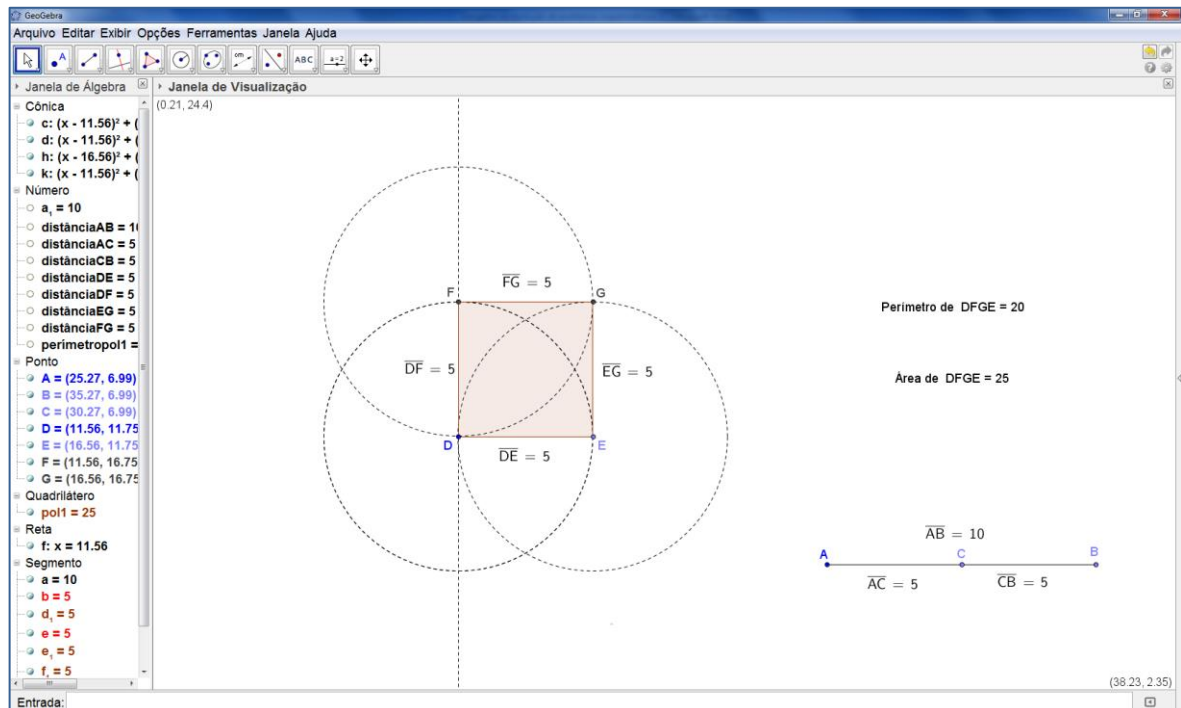 GeoGebra
Arquivo Editar Exibir Opções Ferramentas Janela Ajuda
A
cm
ABC
a=2
Janela de Álgebra
Janela de Visualização
Cônica
c: (x - 11.56)² + (
d: (x - 11.56)² + (
h: (x - 16.56)² + (
k: (x - 11.56)² + (
Número
a₁ = 10
distânciaAB = 10
distânciaAC = 5
distânciaCB = 5
distânciaDE = 5
distânciaDF = 5
distânciaEG = 5
distânciaFG = 5
perímetropol1 =
Ponto
A = (25.27, 6.99)
B = (35.27, 6.99)
C = (30.27, 6.99)
D = (11.56, 11.75
E = (16.56, 11.75
F = (11.56, 16.75
G = (16.56, 16.75
Quadrilátero
pol1 = 25
Reta
f: x = 11.56
Segmento
a = 10
b = 5
d₁ = 5
e = 5
e₁ = 5
f₁ = 5
(0.21, 24.4)
FG = 5
F
G
DF = 5
EG = 5
D
E
DE = 5
Perímetro de DFGE = 20
Área de DFGE = 25
AB = 10
A
C
B
AC = 5
CB = 5
(38.23, 2.35)
Entrada: